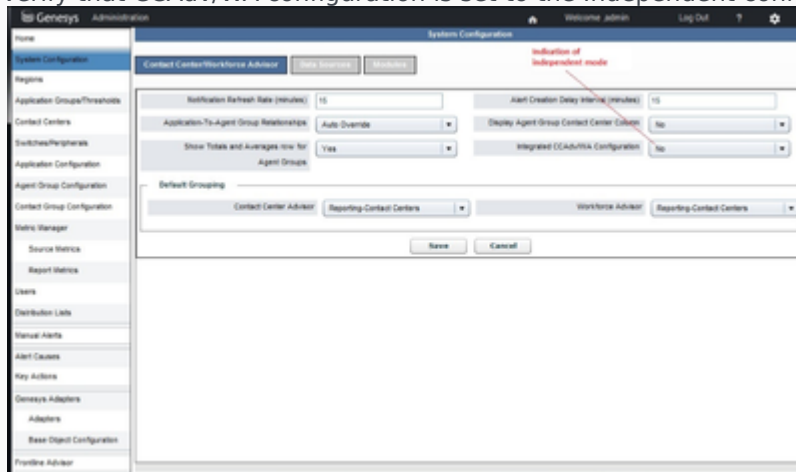 verify that CCAdv/WA configuration is set to the independent con
Genesys Administration
Welcome ,admin
Log Out
?
System Configuration
Home
System Configuration
Regions
Application Groups/Thresholds
Contact Centers
Switches/Peripherals
Application Configuration
Agent Group Configuration
Contact Group Configuration
Metric Manager
Source Metrics
Report Metrics
Users
Distribution Lists
Manual Alerts
Alert Causes
Key Actions
Genesys Adapters
Adapters
Base Object Configuration
Frontline Advisor
Contact Center/Workforce Advisor
Data Sources
Modules
Indication of
independent mode
Notification Refresh Rate (minutes) 15
Alert Creation Delay Interval (minutes) 15
Application-To-Agent Group Relationships Auto Override
Display Agent Group Contact Center Column No
Show Totals and Averages row for
Agent Groups
Yes
Integrated CCAdv/WA Configuration No
Default Grouping
Contact Center Advisor Reporting-Contact Centers
Workforce Advisor Reporting-Contact Centers
Save
Cancel